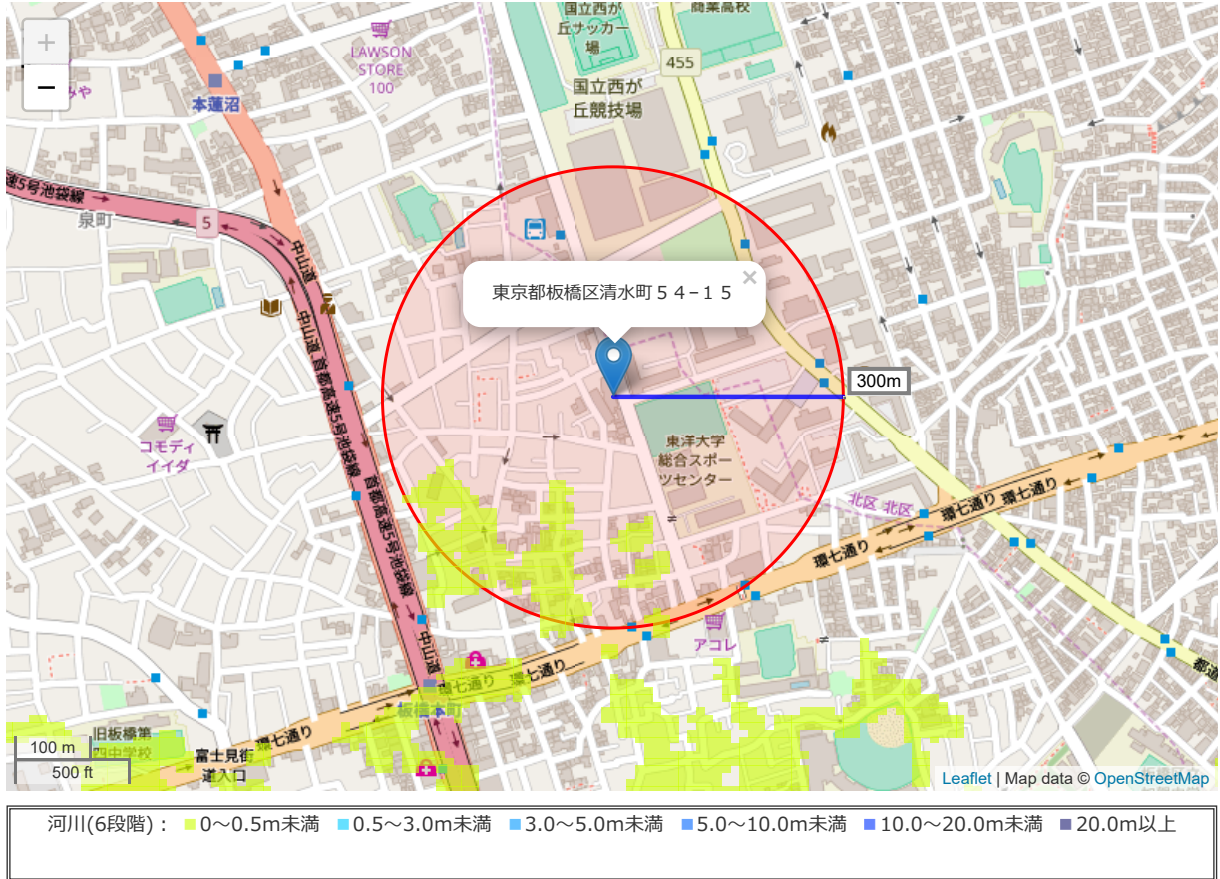 国立西が
丘サッカー
場
商業高校
+
−
LAWSON
STORE
100
455
みや
本蓮沼
国立西が
丘競技場
速5号池袋線
泉町
5
中山道
東京都板橋区清水町５４−１５
×
中山道 首都高速5号池袋線
300m
コモディ
イイダ
東洋大学
総合スポー
ツセンター
首都高速5号池袋線
北区 北区
環七通り 環七通り
環七通り
中山道
アコレ
環七通り 環七通り
都道
板橋本町
旧板橋第
四中学校
環七通り
富士見街
道入口
100 m
500 ft
Leaflet | Map data © OpenStreetMap
河川(6段階)： 0～0.5m未満 0.5～3.0m未満 3.0～5.0m未満 5.0～10.0m未満 10.0～20.0m未満 20.0m以上